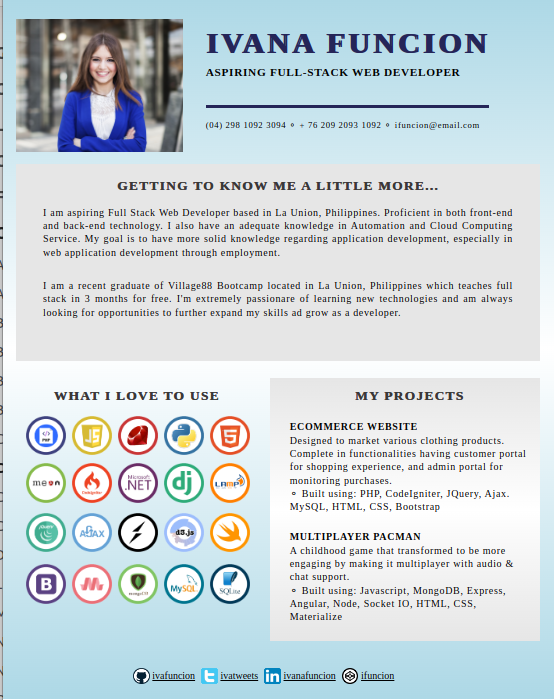 IVANA FUNCION
ASPIRING FULL-STACK WEB DEVELOPER
(04) 298 1092 3094 ⚬ + 76 209 2093 1092 ⚬ ifuncion@email.com
GETTING TO KNOW ME A LITTLE MORE...
I am aspiring Full Stack Web Developer based in La Union, Philippines. Proficient in both front-end
and back-end technology. I also have an adequate knowledge in Automation and Cloud Computing
Service. My goal is to have more solid knowledge regarding application development, especially in
web application development through employment.
I am a recent graduate of Village88 Bootcamp located in La Union, Philippines which teaches full
stack in 3 months for free. I'm extremely passionare of learning new technologies and am always
looking for opportunities to further expand my skills ad grow as a developer.
WHAT I LOVE TO USE
PHP JS 5
mean CodeIgniter Microsoft .NET dj LAMP
jQuery AJAX d3.js
B mongoDB MySQL SQLite
MY PROJECTS
ECOMMERCE WEBSITE
Designed to market various clothing products.
Complete in functionalities having customer portal
for shopping experience, and admin portal for
monitoring purchases.
⚬ Built using: PHP, CodeIgniter, JQuery, Ajax.
MySQL, HTML, CSS, Bootstrap
MULTIPLAYER PACMAN
A childhood game that transformed to be more
engaging by making it multiplayer with audio &
chat support.
⚬ Built using: Javascript, MongoDB, Express,
Angular, Node, Socket IO, HTML, CSS,
Materialize
ivafuncion ivatweets in ivanafuncion ifuncion